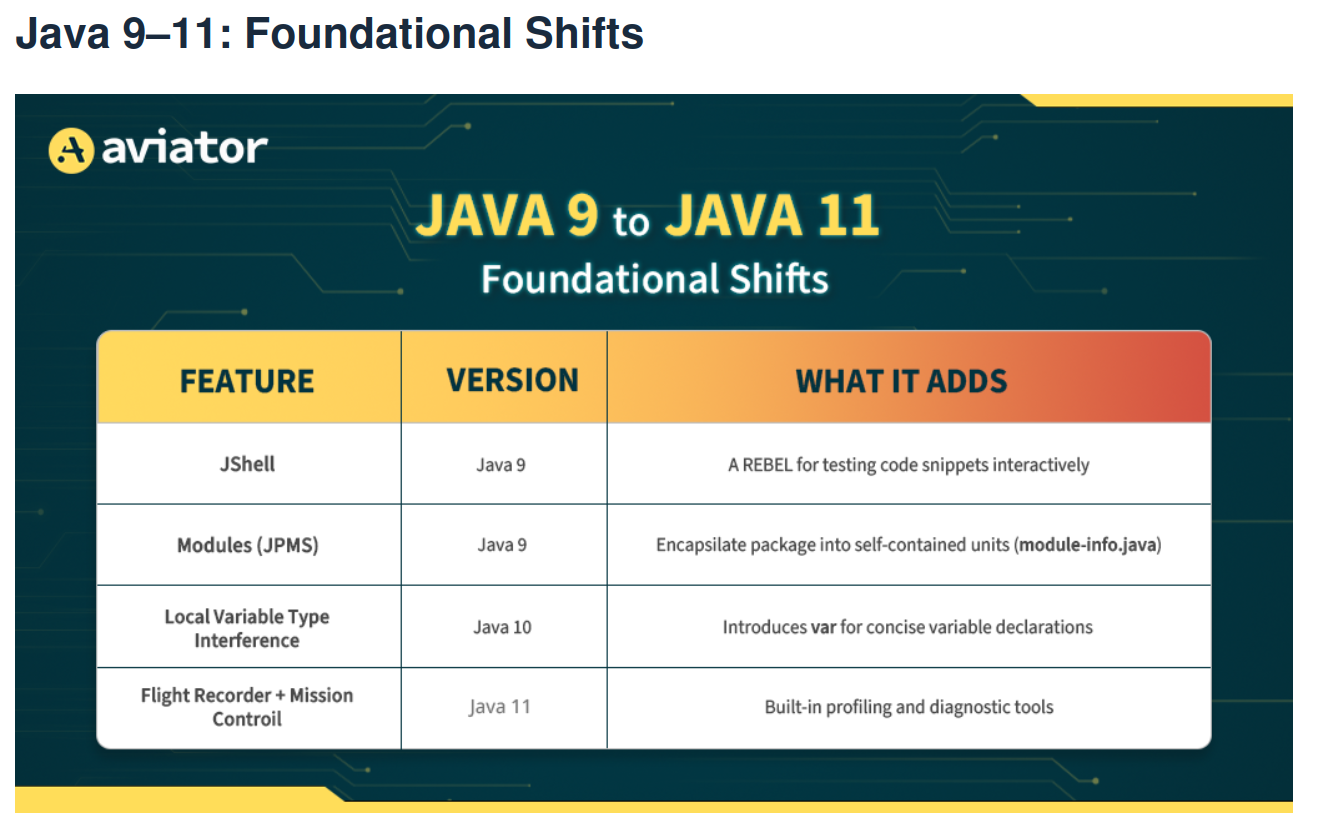 Java 9–11: Foundational Shifts
aviator
JAVA 9 to JAVA 11
Foundational Shifts
FEATURE VERSION WHAT IT ADDS
JShell Java 9 A REBEL for testing code snippets interactively
Modules (JPMS) Java 9 Encapsilate package into self-contained units (module-info.java)
Local Variable Type
Interference Java 10 Introduces var for concise variable declarations
Flight Recorder + Mission
Controil Java 11 Built-in profiling and diagnostic tools